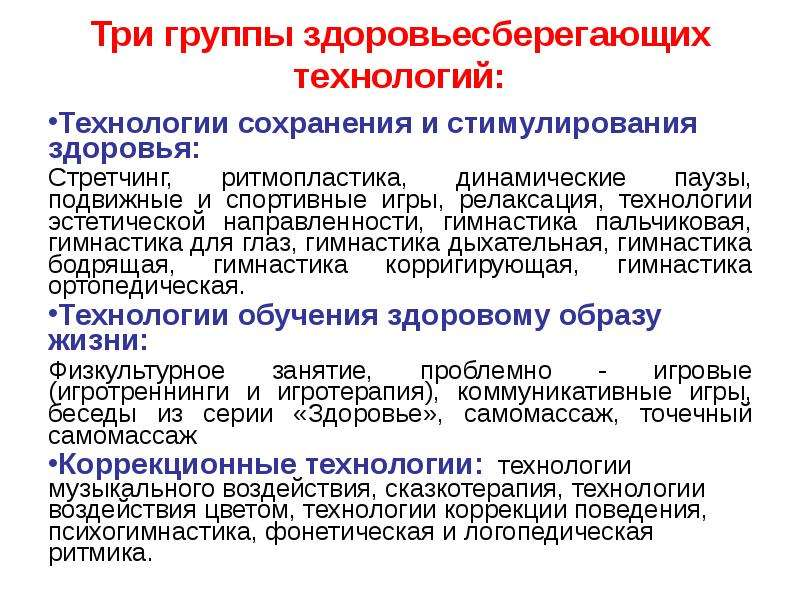 Три группы здоровьесберегающих
технологий:
•Технологии сохранения и стимулирования
здоровья:
Стретчинг, ритмопластика, динамические паузы,
подвижные и спортивные игры, релаксация, технологии
эстетической направленности, гимнастика пальчиковая,
гимнастика для глаз, гимнастика дыхательная, гимнастика
бодрящая, гимнастика корригирующая, гимнастика
ортопедическая.
•Технологии обучения здоровому образу
жизни:
Физкультурное занятие, проблемно - игровые
(игротреннинги и игротерапия), коммуникативные игры,
беседы из серии «Здоровье», самомассаж, точечный
самомассаж
•Коррекционные технологии: технологии
музыкального воздействия, сказкотерапия, технологии
воздействия цветом, технологии коррекции поведения,
психогимнастика, фонетическая и логопедическая
ритмика.